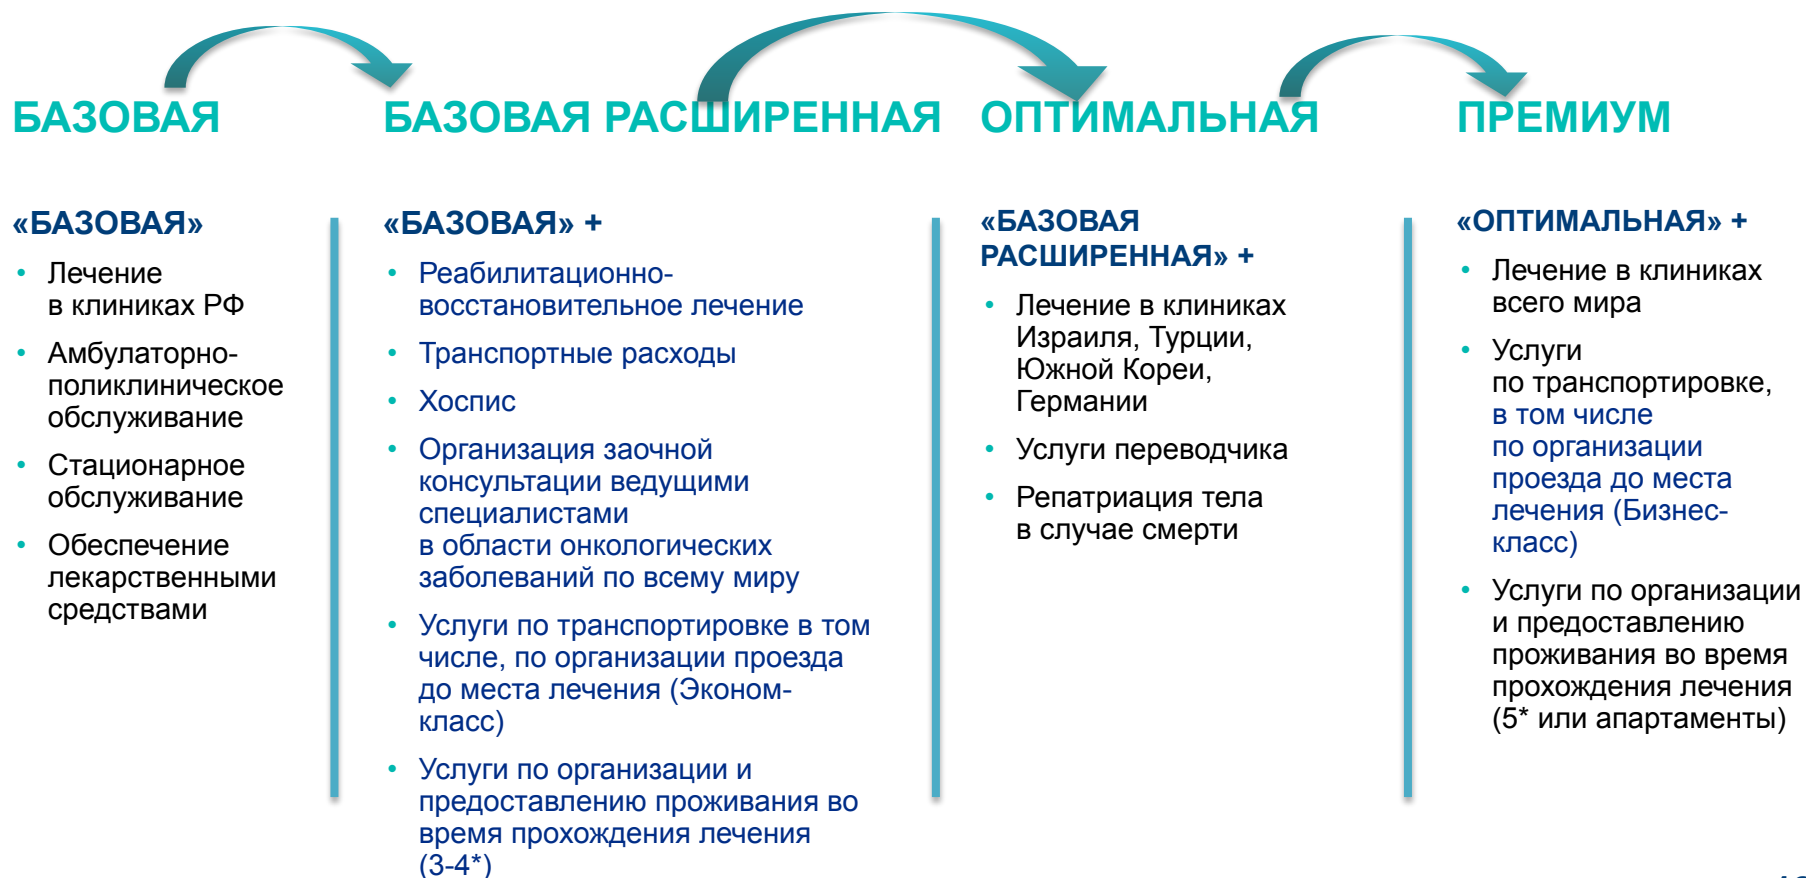 БАЗОВАЯ
БАЗОВАЯ РАСШИРЕННАЯ
ОПТИМАЛЬНАЯ
ПРЕМИУМ
«БАЗОВАЯ»
• Лечение
в клиниках РФ
• Амбулаторно-
поликлиническое
обслуживание
• Стационарное
обслуживание
• Обеспечение
лекарственными
средствами
«БАЗОВАЯ» +
• Реабилитационно-
восстановительное лечение
• Транспортные расходы
• Хоспис
• Организация заочной
консультации ведущими
специалистами
в области онкологических
заболеваний по всему миру
• Услуги по транспортировке в том
числе, по организации проезда
до места лечения (Эконом-
класс)
• Услуги по организации и
предоставлению проживания во
время прохождения лечения
(3-4*)
«БАЗОВАЯ
РАСШИРЕННАЯ» +
• Лечение в клиниках
Израиля, Турции,
Южной Кореи,
Германии
• Услуги переводчика
• Репатриация тела
в случае смерти
«ОПТИМАЛЬНАЯ» +
• Лечение в клиниках
всего мира
• Услуги
по транспортировке,
в том числе
по организации
проезда до места
лечения (Бизнес-
класс)
• Услуги по организации
и предоставлению
проживания во время
прохождения лечения
(5* или апартаменты)